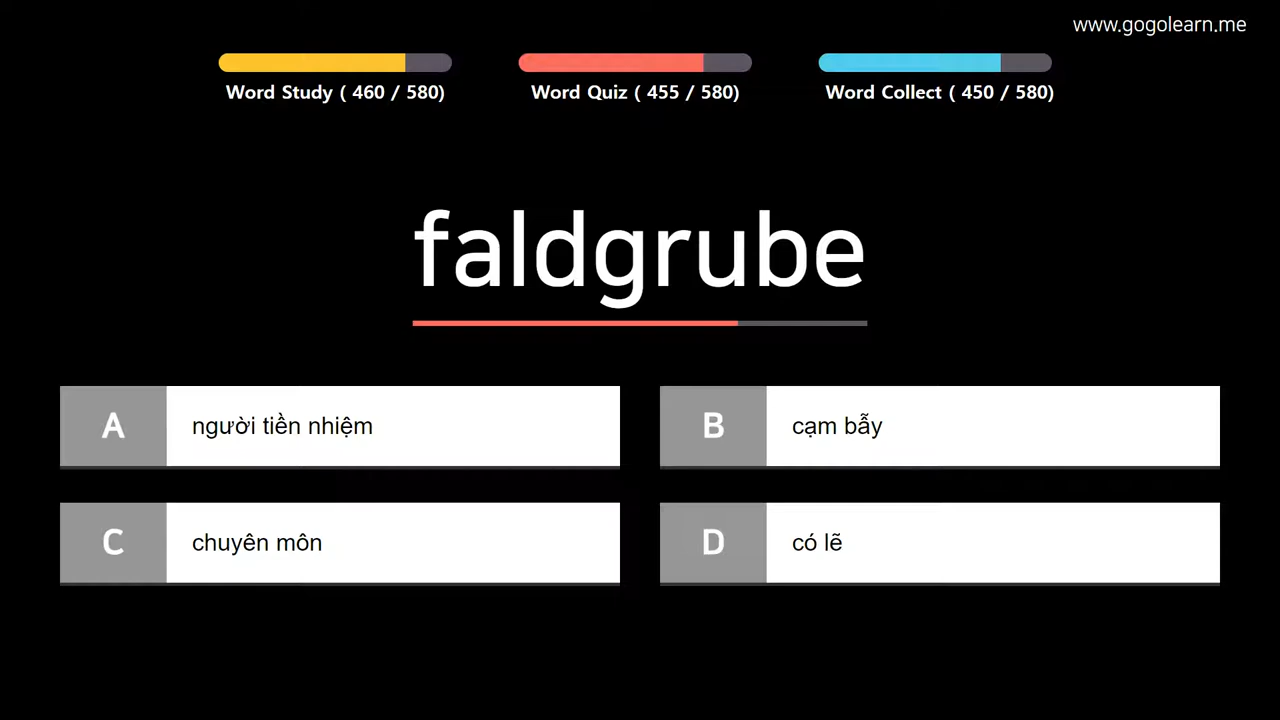 www.gogolearn.me
Word Study ( 460 / 580)
Word Quiz ( 455 / 580)
Word Collect ( 450 / 580)
faldgrube
A người tiền nhiệm
B cạm bẫy
C chuyên môn
D có lẽ